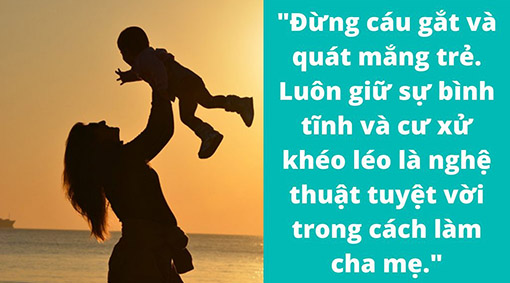 "Đừng cáu gắt và
quát mắng trẻ.
Luôn giữ sự bình
tĩnh và cư xử
khéo léo là nghệ
thuật tuyệt vời
trong cách làm
cha mẹ."